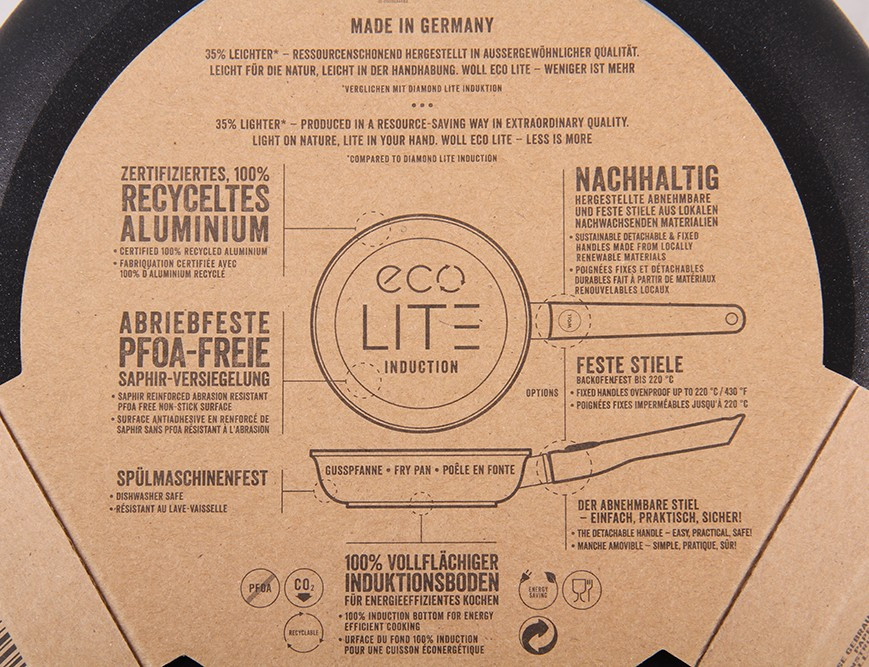 MADE IN GERMANY
35% LEICHTER* – RESSOURCENSCHONEND HERGESTELLT IN AUSSERGEWÖHNLICHER QUALITÄT.
LEICHT FÜR DIE NATUR, LEICHT IN DER HANDHABUNG. WOLL ECO LITE – WENIGER IST MEHR
*VERGLICHEN MIT DIAMOND LITE INDUKTION
35% LIGHTER* – PRODUCED IN A RESOURCE-SAVING WAY IN EXTRAORDINARY QUALITY.
LIGHT ON NATURE, LITE IN YOUR HAND. WOLL ECO LITE – LESS IS MORE
*COMPARED TO DIAMOND LITE INDUCTION
ZERTIFIZIERTES, 100%
RECYCELTES
ALUMINIUM
• CERTIFIED 100% RECYCLED ALUMINIUM
• FABRIQUATION CERTIFIÉE AVEC
100% D ALUMINIUM RECYCLÉ
ABRIEBFESTE
PFOA-FREIE
SAPHIR-VERSIEGELUNG
• SAPHIR REINFORCED ABRASION RESISTANT
PFOA FREE NON-STICK SURFACE
• SURFACE ANTIADHESIVE EN RENFORCÉ DE
SAPHIR SANS PFOA RÉSISTANT À L'ABRASION
SPÜLMASCHINENFEST
• DISHWASHER SAFE
• RÉSISTANT AU LAVE-VAISSELLE
eco
LITE
INDUCTION
GUSSPFANNE • FRY PAN • POÊLE EN FONTE
NACHHALTIG
HERGESTELLTE ABNEHMBARE
UND FESTE STIELE AUS LOKALEN
NACHWACHSENDEN MATERIALIEN
• SUSTAINABLE DETACHABLE & FIXED
HANDLES MADE FROM LOCALLY
RENEWABLE MATERIALS
• POIGNÉES FIXES ET DÉTACHABLES
DURABLES FAIT À PARTIR DE MATÉRIAUX
RENOUVELABLES LOCAUX
WOLL
OPTIONS
FESTE STIELE
BACKOFENFEST BIS 220 °C
• FIXED HANDLES OVENPROOF UP TO 220 °C / 430 °F
• POIGNÉES FIXES IMPERMÉABLES JUSQU'À 220 °C
DER ABNEHMBARE STIEL
– EINFACH, PRAKTISCH, SICHER!
• THE DETACHABLE HANDLE – EASY, PRACTICAL, SAFE!
• MANCHE AMOVIBLE – SIMPLE, PRATIQUE, SÛR!
100% VOLLFLÄCHIGER
INDUKTIONSBODEN
FÜR ENERGIEEFFIZIENTES KOCHEN
• 100% INDUCTION BOTTOM FOR ENERGY
EFFICIENT COOKING
• URFACE DU FOND 100% INDUCTION
POUR UNE CUISSON ÉCONERGÉTIQUE
PFOA
CO2
RECYCLABLE
ENERGY
SAVING